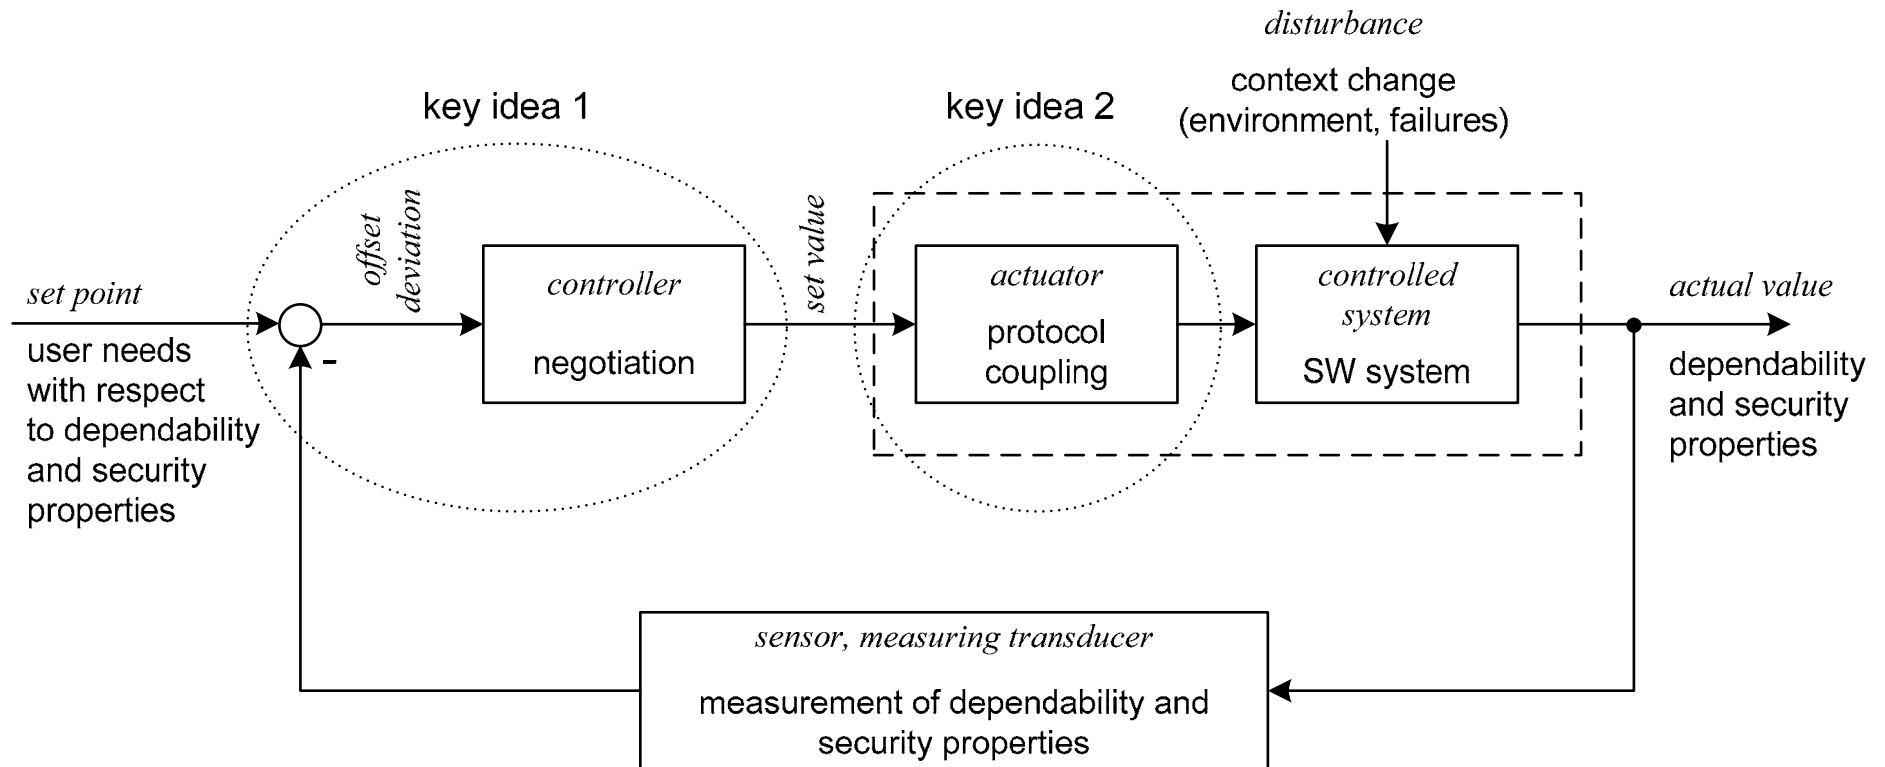 disturbance
context change
(environment, failures)
key idea 1
key idea 2
offset
deviation
set value
set point
user needs
with respect
to dependability
and security
properties
-
controller
negotiation
actuator
protocol
coupling
controlled
system
SW system
actual value
dependability
and security
properties
sensor, measuring transducer
measurement of dependability and
security properties